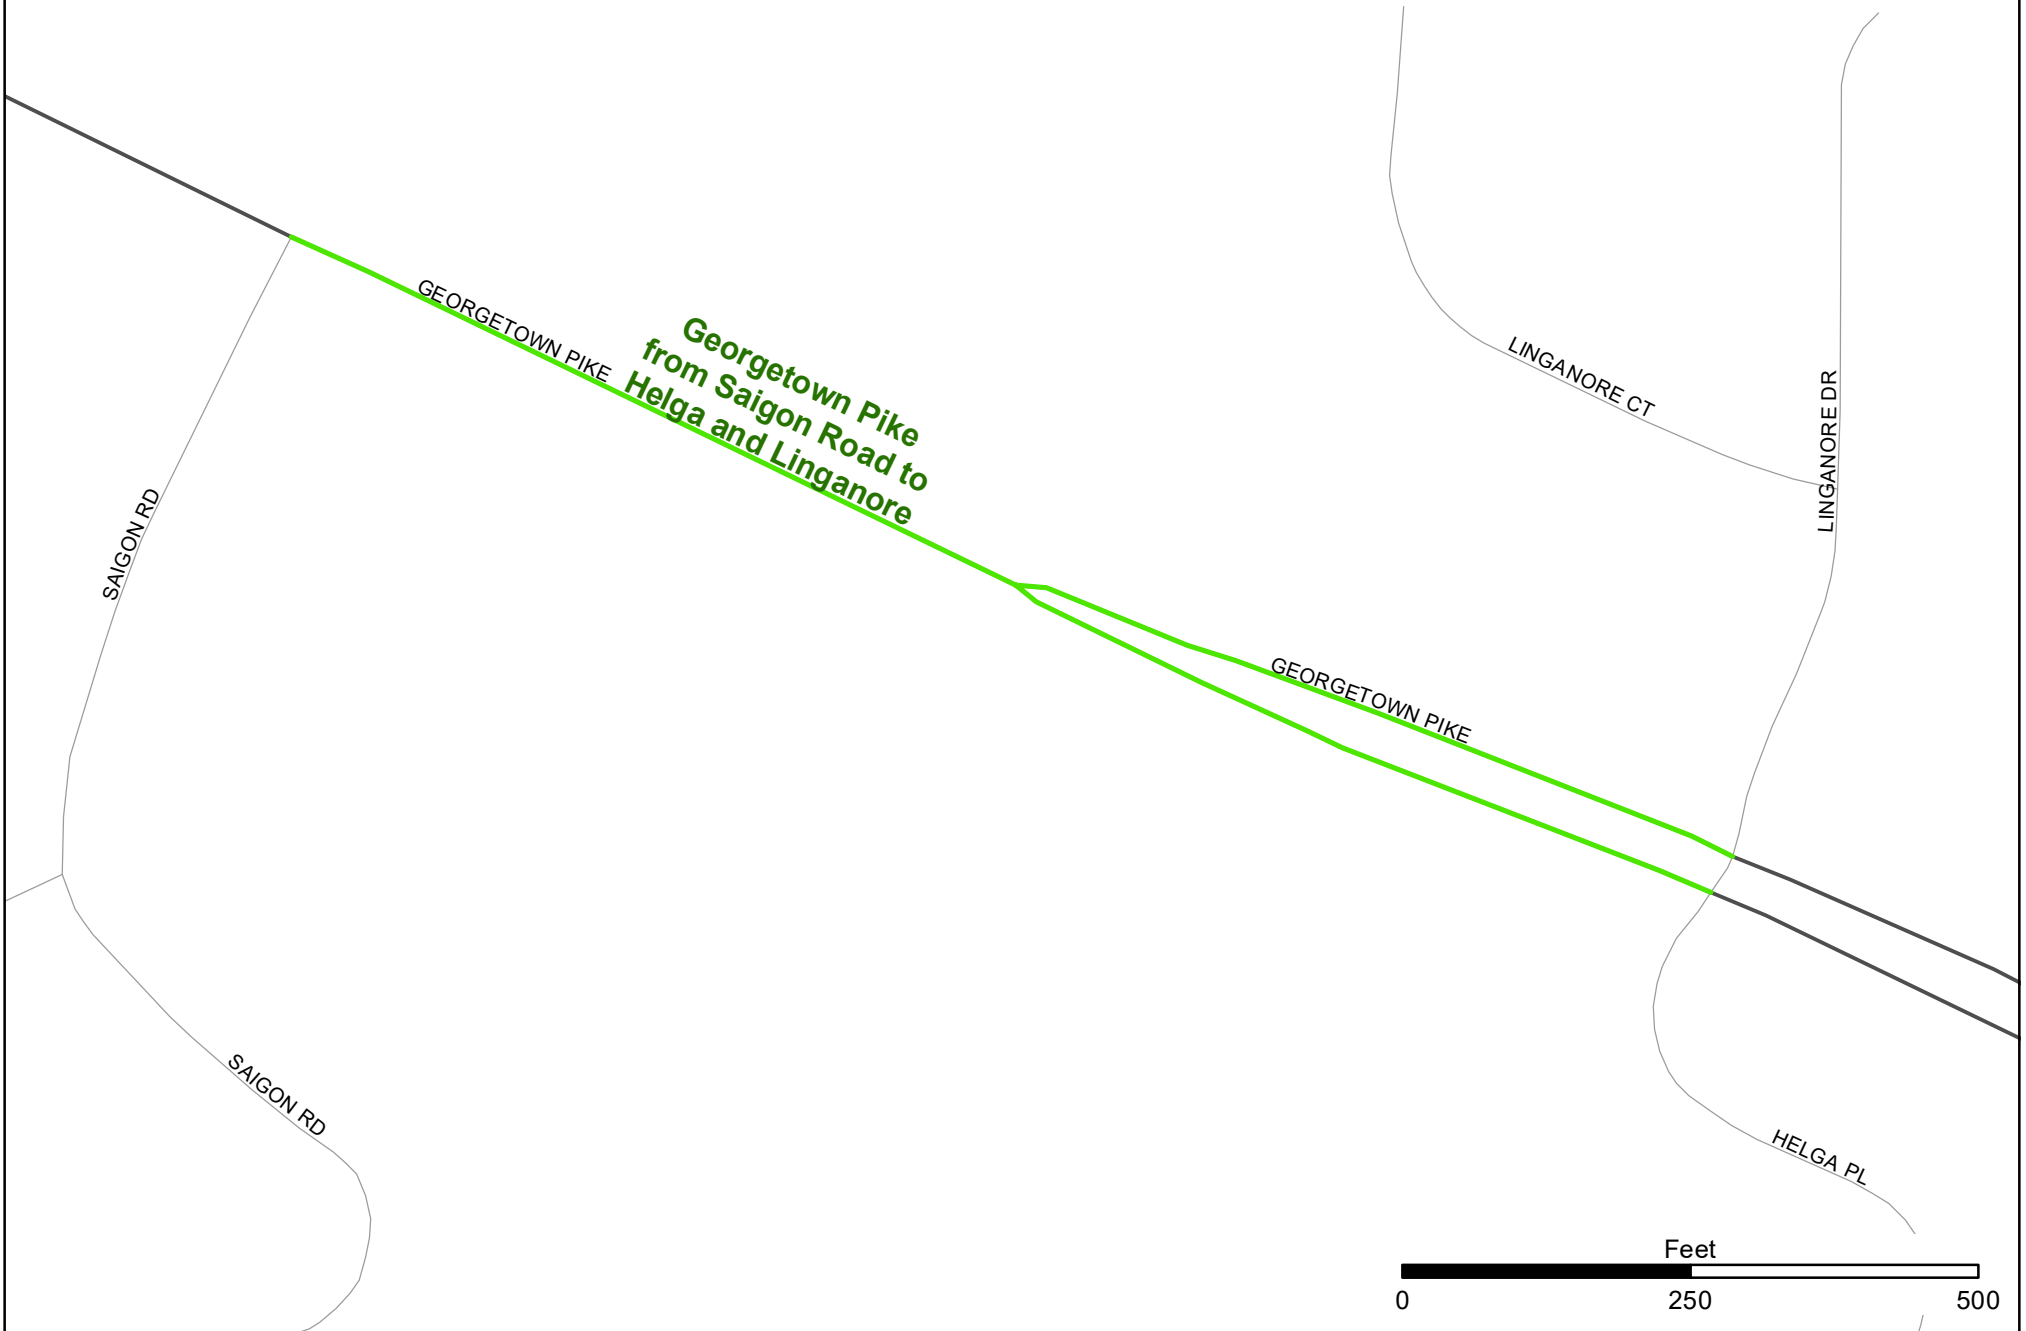 GEORGETOWN PIKE
Georgetown Pike
from Saigon Road to
Helga and Linganore
LINGANORE CT
LINGANORE DR
SAIGON RD
GEORGETOWN PIKE
SAIGON RD
HELGA PL
Feet
0 250 500